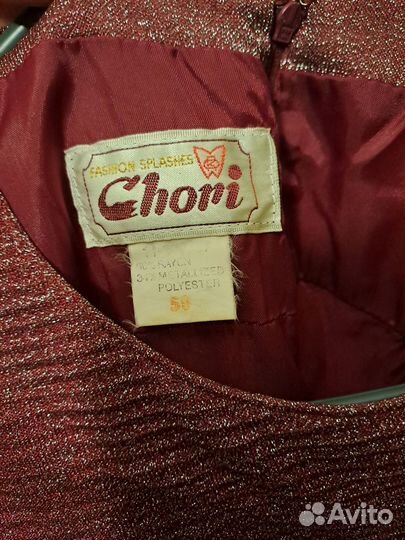 FASHION SPLASHES
Chori
RAYON
METALLIZED
POLYESTER
50
Avito